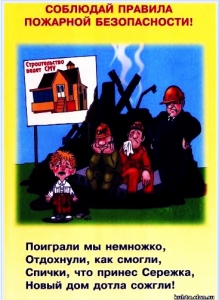 СОБЛЮДАЙ ПРАВИЛА
ПОЖАРНОЙ БЕЗОПАСНОСТИ!
Строительство
ведет СМУ
Поиграли мы немножко,
Отдохнули, как смогли,
Спички, что принес Сережка,
Новый дом дотла сожгли!